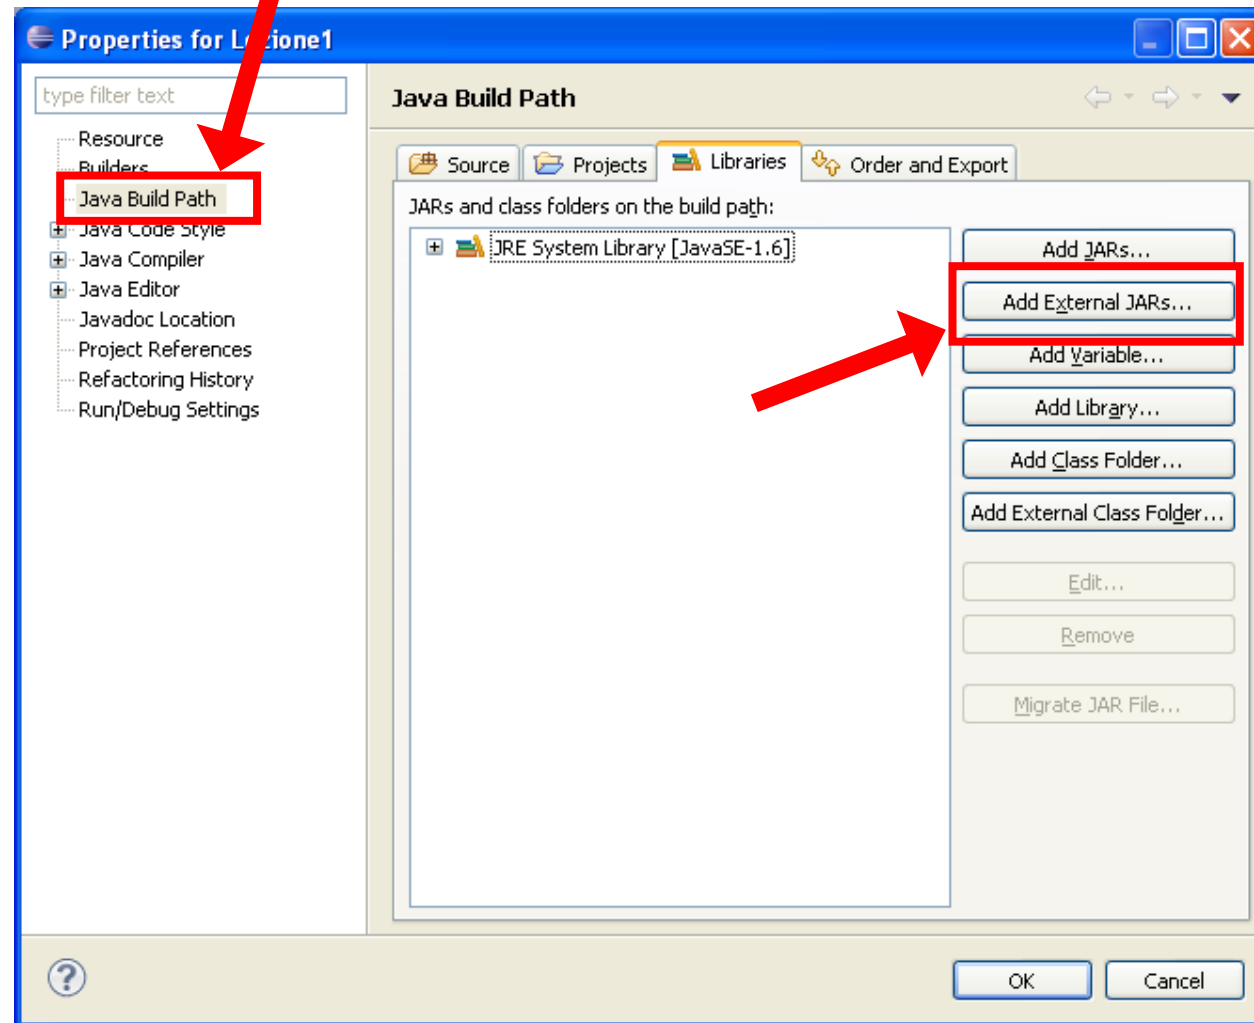 Properties for Lezione1
type filter text
Resource
Builders
Java Build Path
Java Code Style
Java Compiler
Java Editor
Javadoc Location
Project References
Refactoring History
Run/Debug Settings
Java Build Path
Source
Projects
Libraries
Order and Export
JARs and class folders on the build path:
JRE System Library [JavaSE-1.6]
Add JARs...
Add External JARs...
Add Variable...
Add Library...
Add Class Folder...
Add External Class Folder...
Edit...
Remove
Migrate JAR File...
?
OK
Cancel